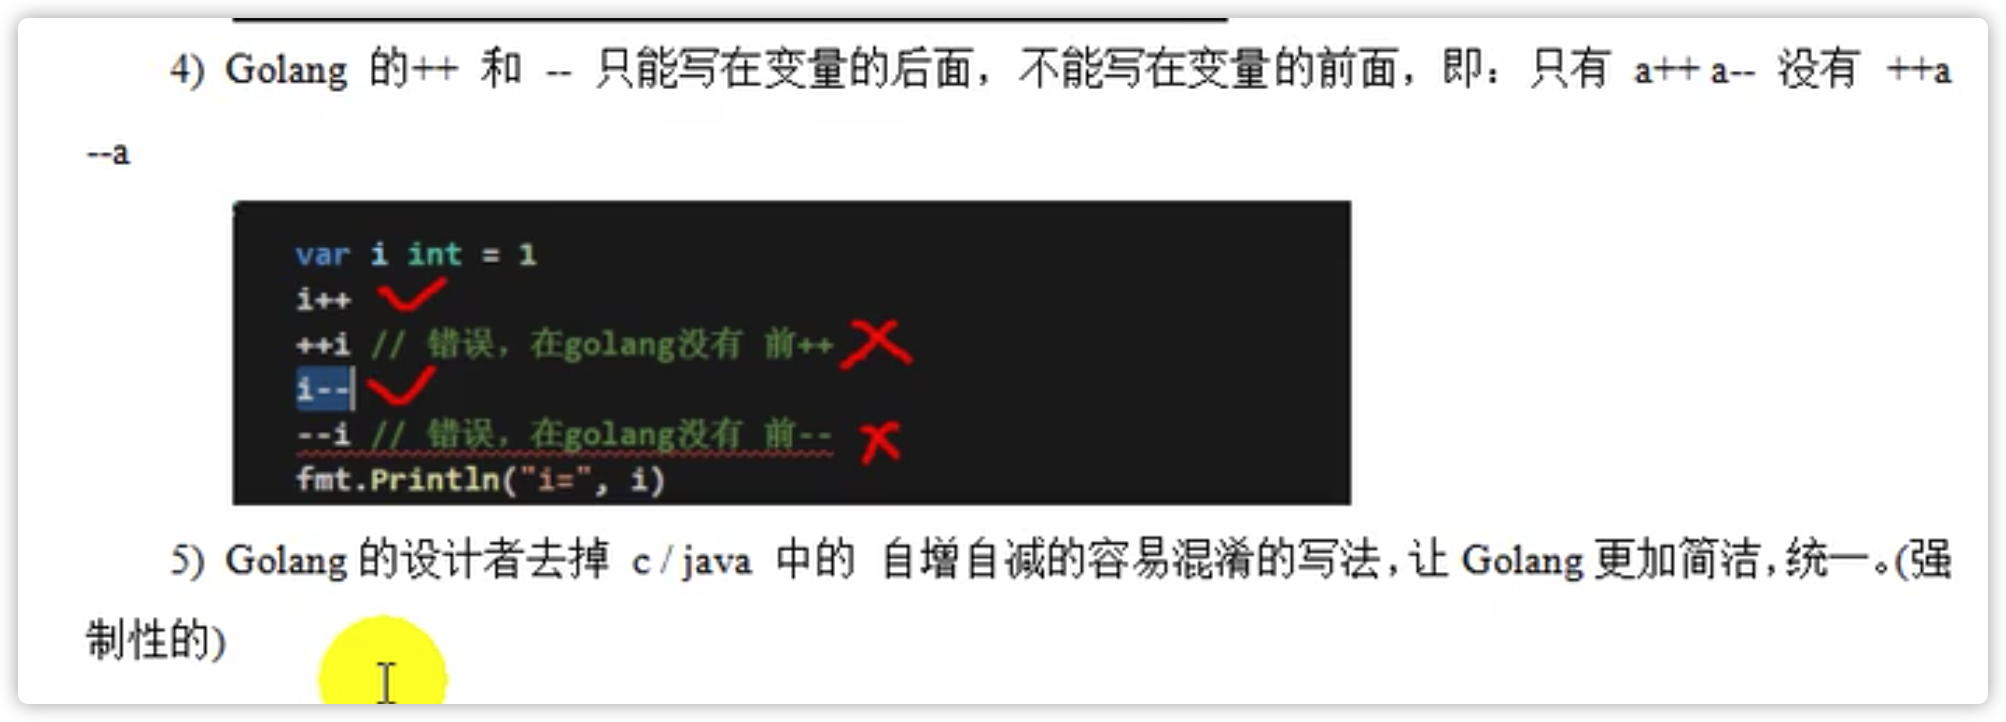 4) Golang 的++ 和 -- 只能写在变量的后面，不能写在变量的前面，即：只有 a++ a-- 没有 ++a
--a
var i int = 1
i++
++i // 错误，在golang没有 前++
i--
--i // 错误，在golang没有 前--
fmt.Println("i=", i)
5) Golang 的设计者去掉 c / java 中的 自增自减的容易混淆的写法，让 Golang 更加简洁，统一。(强
制性的)